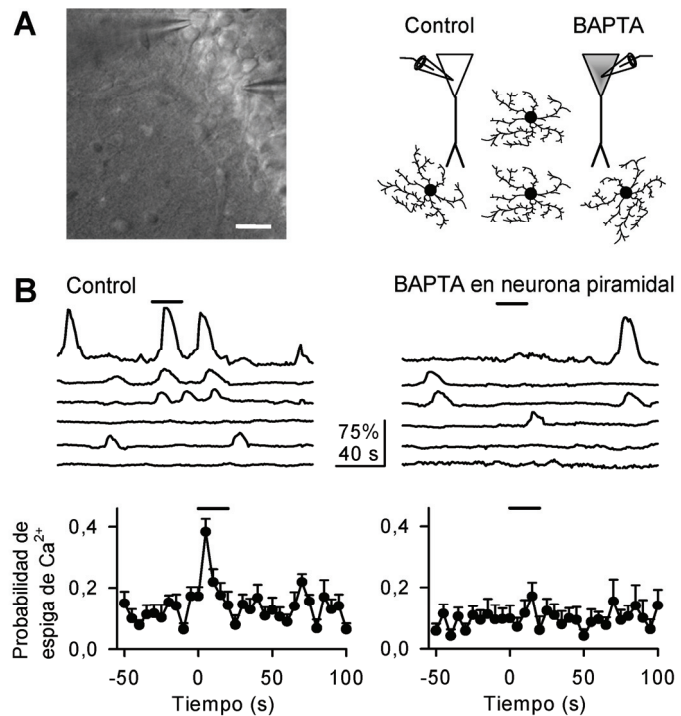 A
Control
BAPTA
B
Control
BAPTA en neurona piramidal
75%
40 s
Probabilidad de
espiga de Ca²⁺
0,4
0,2
0,0
-50
0
50
100
Tiempo (s)
0,4
0,2
0,0
-50
0
50
100
Tiempo (s)